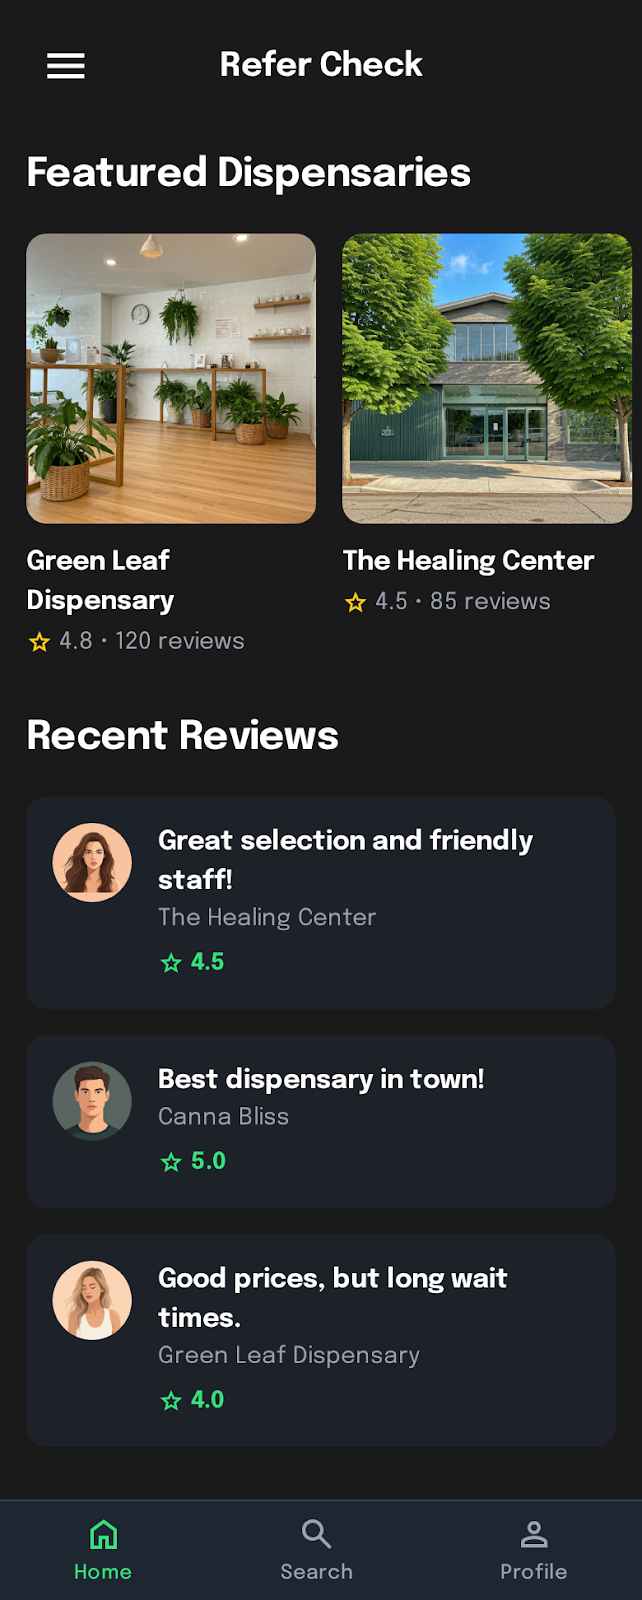 Refer Check
Featured Dispensaries
Green Leaf
Dispensary
4.8 • 120 reviews
The Healing Center
4.5 • 85 reviews
Recent Reviews
Great selection and friendly
staff!
The Healing Center
4.5
Best dispensary in town!
Canna Bliss
5.0
Good prices, but long wait
times.
Green Leaf Dispensary
4.0
Home
Search
Profile